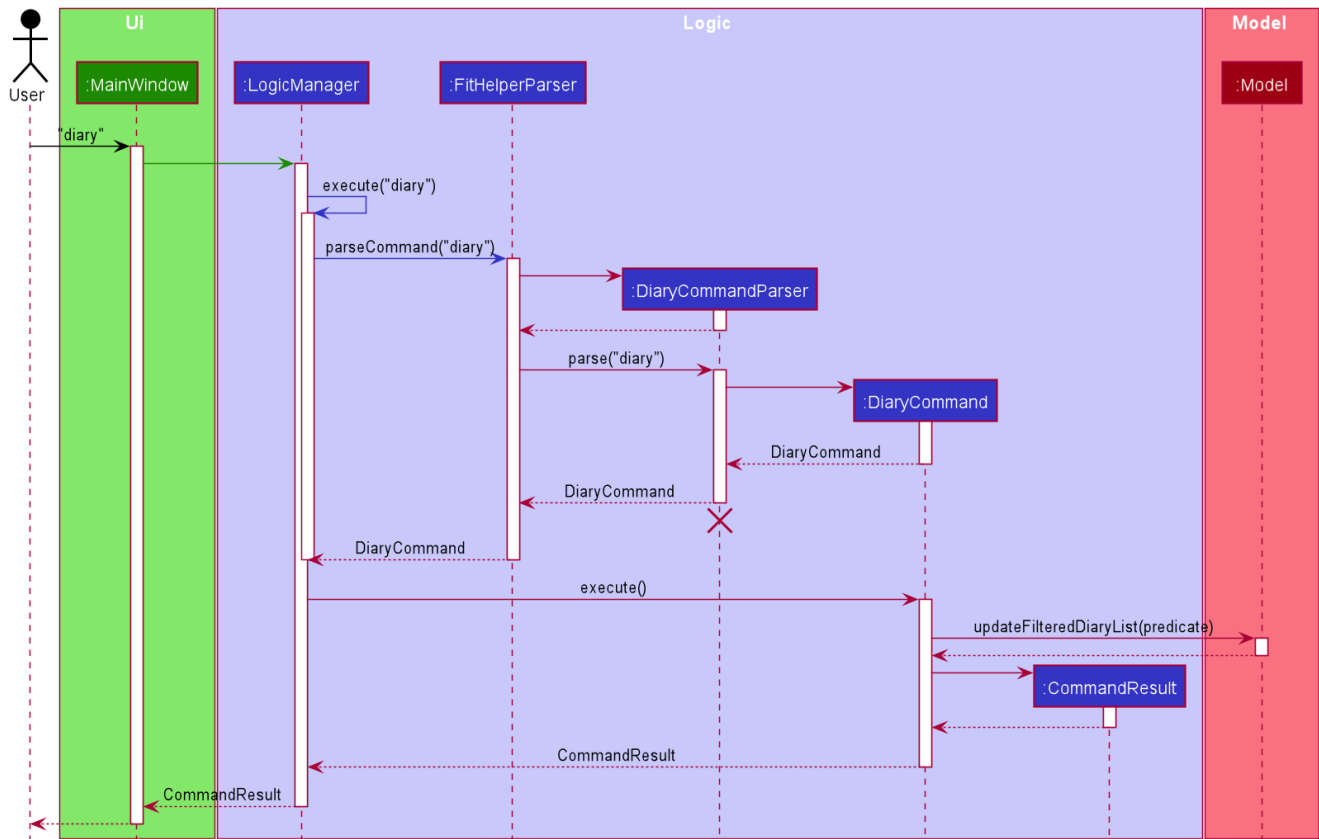 Ui
Logic
Model
User
:MainWindow
:LogicManager
:FitHelperParser
:Model
"diary"
execute("diary")
parseCommand("diary")
:DiaryCommandParser
parse("diary")
:DiaryCommand
DiaryCommand
DiaryCommand
DiaryCommand
execute()
updateFilteredDiaryList(predicate)
:CommandResult
CommandResult
CommandResult